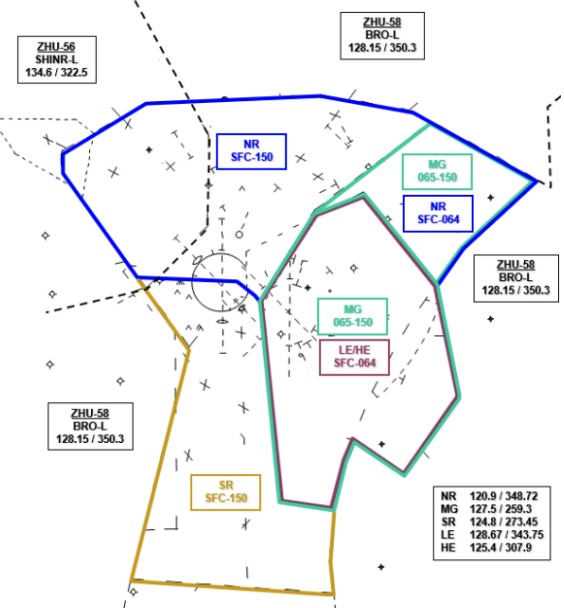 ZHU-58
BRO-L
128.15 / 350.3
ZHU-56
SHINR-L
134.6 / 322.5
NR
SFC-150
MG
065-150
NR
SFC-064
ZHU-58
BRO-L
128.15 / 350.3
MG
065-150
LE/HE
SFC-064
ZHU-58
BRO-L
128.15 / 350.3
SR
SFC-150
NR 120.9 / 348.72
MG 127.5 / 259.3
SR 124.8 / 273.45
LE 128.67 / 343.75
HE 125.4 / 307.9